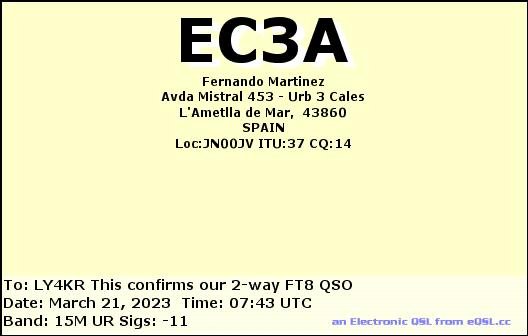 EC3A
Fernando Martinez
Avda Mistral 453 - Urb 3 Cales
L'Ametlla de Mar,  43860
SPAIN
Loc:JN00JV ITU:37 CQ:14
To: LY4KR This confirms our 2-way FT8 QSO
Date: March 21, 2023  Time: 07:43 UTC
Band: 15M UR Sigs: -11
an Electronic QSL from eQSL.cc